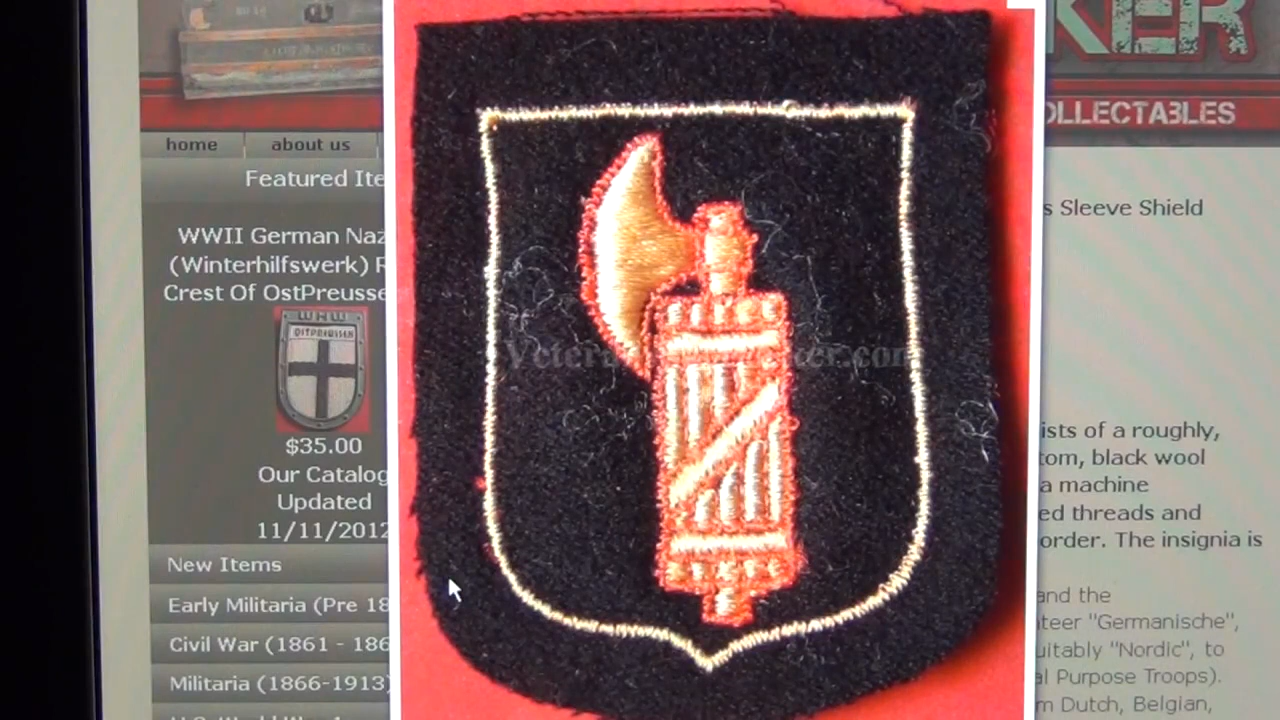 KER
OLLECTABLES
home
about us
Featured Ite
s Sleeve Shield
WWII German Naz
(Winterhilfswerk) R
Crest Of OstPreusse
WHW
OSTPREUSSEN
$35.00
Our Catalog
Updated
11/11/2012
New Items
Early Militaria (Pre 18
Civil War (1861 - 186
Militaria (1866-1913)
ists of a roughly,
tom, black wool
a machine
ed threads and
order. The insignia is
and the
teer "Germanische",
uitably "Nordic", to
al Purpose Troops).
m Dutch, Belgian,